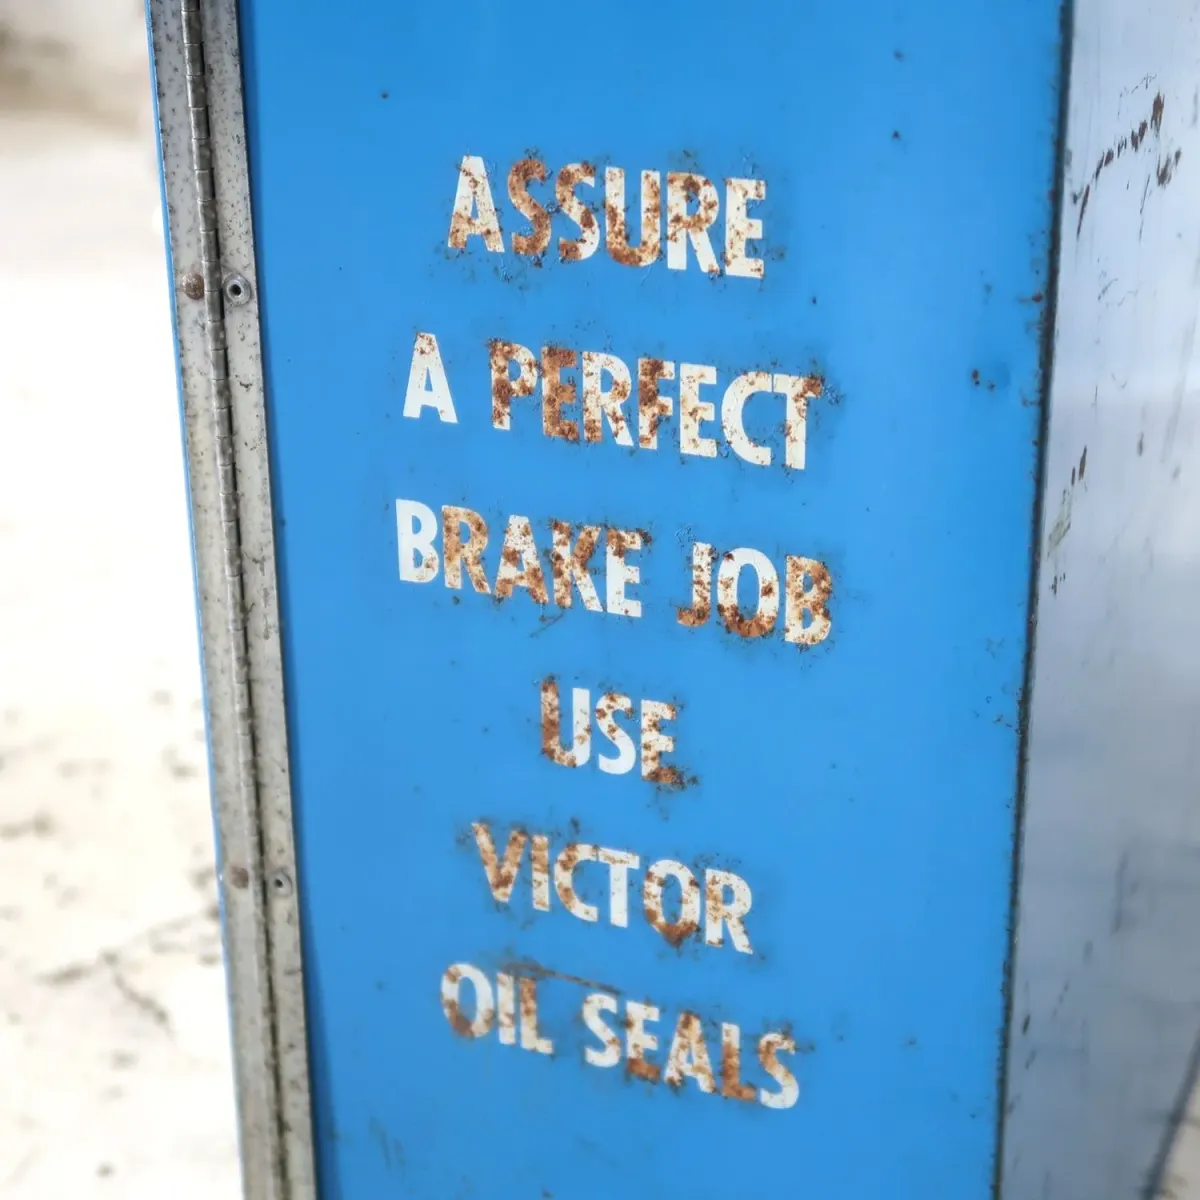 ASSURE
A PERFECT
BRAKE JOB
USE
VICTOR
OIL SEALS